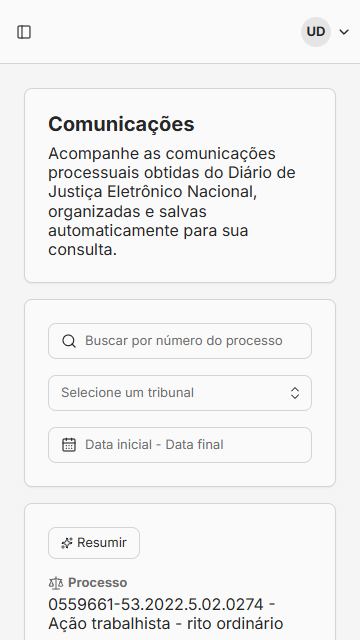 UD
Comunicações
Acompanhe as comunicações
processuais obtidas do Diário de
Justiça Eletrônico Nacional,
organizadas e salvas
automaticamente para sua
consulta.
Buscar por número do processo
Selecione um tribunal
Data inicial - Data final
Resumir
Processo
0559661-53.2022.5.02.0274 -
Ação trabalhista - rito ordinário